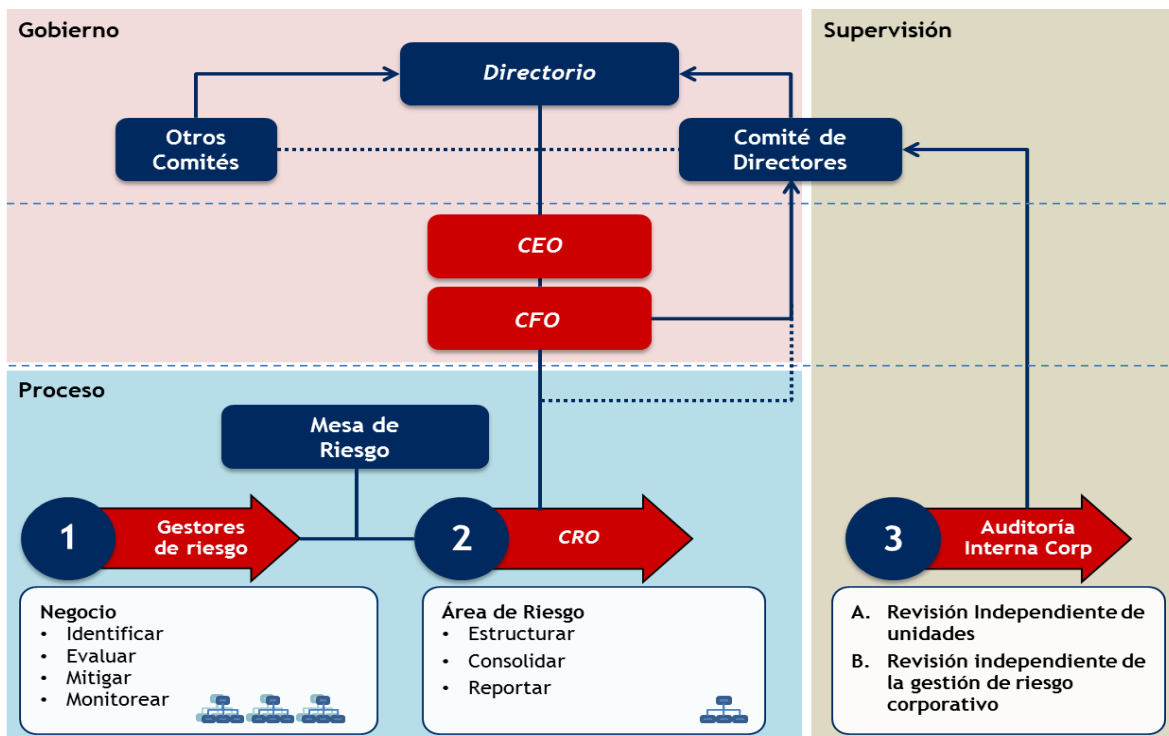 Gobierno
Supervisión
Directorio
Otros
Comités
Comité de
Directores
CEO
CFO
Proceso
Mesa de
Riesgo
1
Gestores
de riesgo
2
CRO
3
Auditoría
Interna Corp
Negocio
• Identificar
• Evaluar
• Mitigar
• Monitorear
Área de Riesgo
• Estructurar
• Consolidar
• Reportar
A. Revisión Independiente de
unidades
B. Revisión independiente de
la gestión de riesgo
corporativo